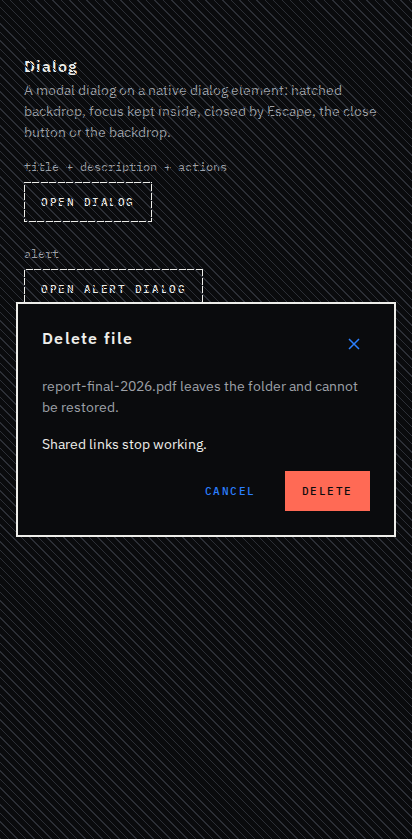 Dialog
A modal dialog on a native dialog element: hatched
backdrop, focus kept inside, closed by Escape, the close
button or the backdrop.
title + description + actions
OPEN DIALOG
alert
OPEN ALERT DIALOG
Delete file
report-final-2026.pdf leaves the folder and cannot
be restored.
Shared links stop working.
CANCEL DELETE